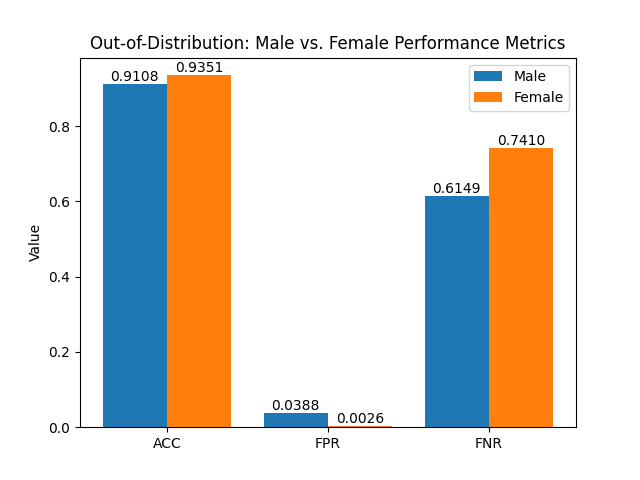 Out-of-Distribution: Male vs. Female Performance Metrics
Male
Female
0.9108
0.9351
0.0388
0.0026
0.6149
0.7410
Value
0.8
0.6
0.4
0.2
0.0
ACC
FPR
FNR